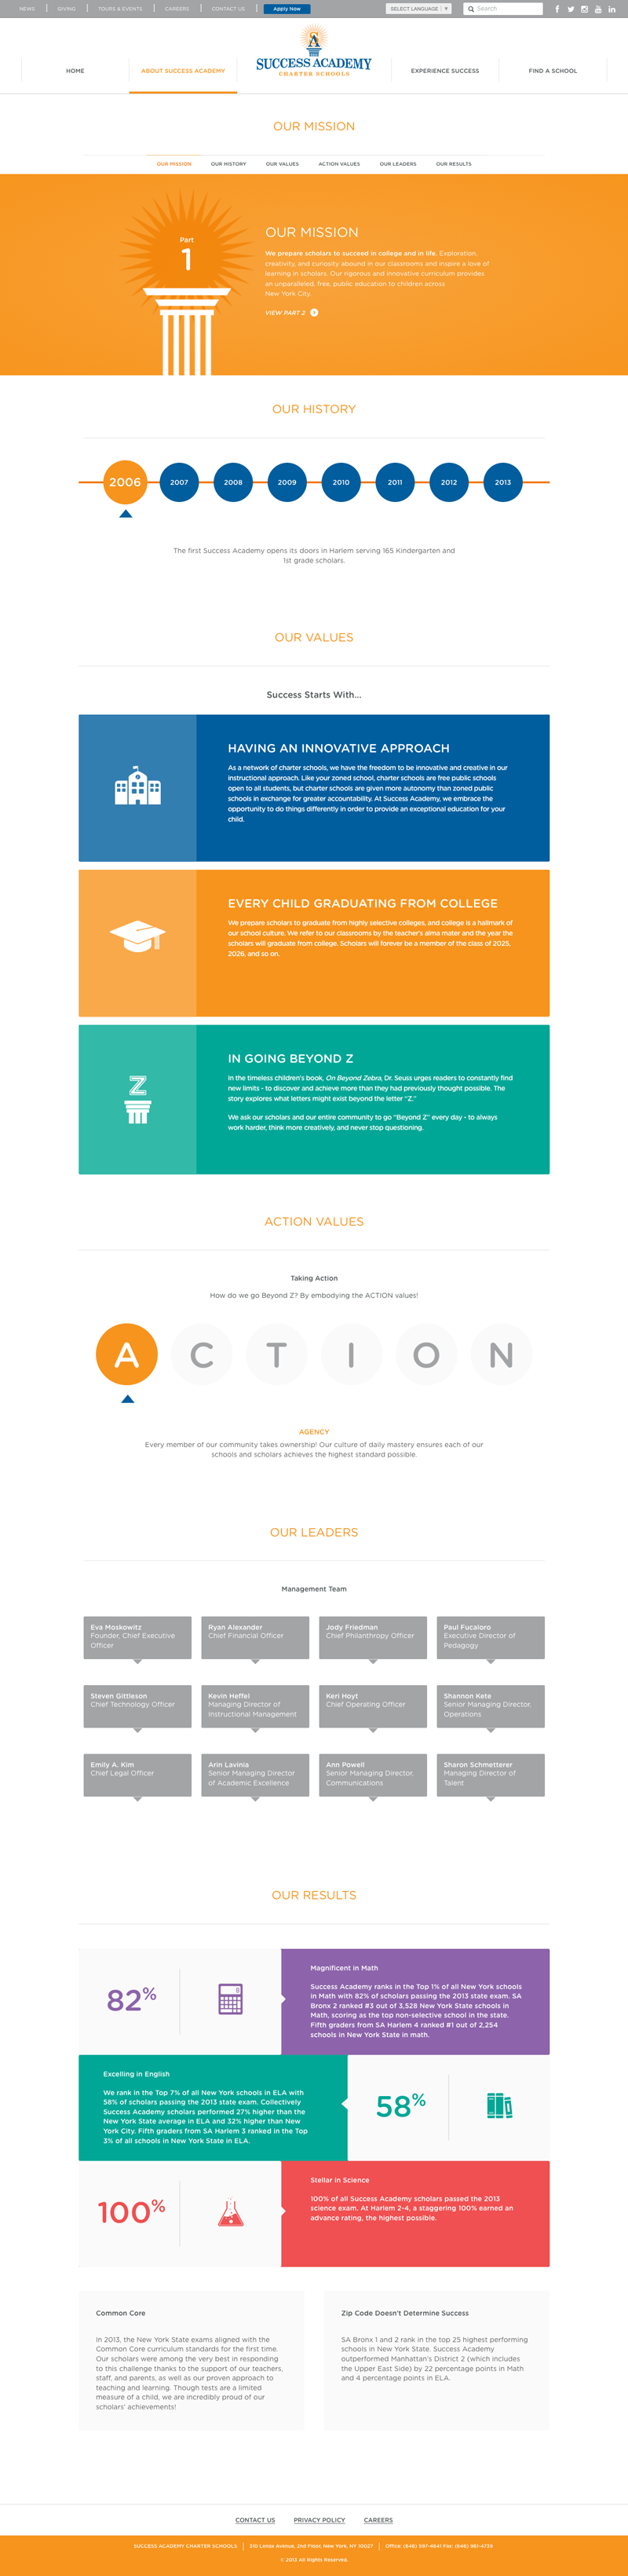 NEWS GIVING TOURS & EVENTS CAREERS CONTACT US Apply Now SELECT LANGUAGE Search
SUCCESS ACADEMY
CHARTER SCHOOLS
HOME ABOUT SUCCESS ACADEMY EXPERIENCE SUCCESS FIND A SCHOOL
OUR MISSION
OUR MISSION OUR HISTORY OUR VALUES ACTION VALUES OUR LEADERS OUR RESULTS
Part
1
OUR MISSION
We prepare scholars to succeed in college and in life. Exploration,
creativity, and curiosity abound in our classrooms and inspire a love of
learning in scholars. Our rigorous and innovative curriculum provides
an unparalleled, free, public education to children across
New York City.
VIEW PART 2
OUR HISTORY
2006 2007 2008 2009 2010 2011 2012 2013
The first Success Academy opens its doors in Harlem serving 165 Kindergarten and
1st grade scholars.
OUR VALUES
Success Starts With...
HAVING AN INNOVATIVE APPROACH
As a network of charter schools, we have the freedom to be innovative and creative in our
instructional approach. Like your zoned school, charter schools are free public schools
open to all students, but charter schools are given more autonomy than zoned public
schools in exchange for greater accountability. At Success Academy, we embrace the
opportunity to do things differently in order to provide an exceptional education for your
child.
EVERY CHILD GRADUATING FROM COLLEGE
We prepare scholars to graduate from highly selective colleges, and college is a hallmark of
our school culture. We refer to our classrooms by the teacher's alma mater and the year the
scholars will graduate from college. Scholars will forever be a member of the class of 2025,
2026, and so on.
Z
IN GOING BEYOND Z
In the timeless children's book, On Beyond Zebra, Dr. Seuss urges readers to constantly find
new limits - to discover and achieve more than they had previously thought possible. The
story explores what letters might exist beyond the letter "Z."
We ask our scholars and our entire community to go "Beyond Z" every day - to always
work harder, think more creatively, and never stop questioning.
ACTION VALUES
Taking Action
How do we go Beyond Z? By embodying the ACTION values!
A C T I O N
AGENCY
Every member of our community takes ownership! Our culture of daily mastery ensures each of our
schools and scholars achieves the highest standard possible.
OUR LEADERS
Management Team
Eva Moskowitz
Founder, Chief Executive
Officer
Ryan Alexander
Chief Financial Officer
Jody Friedman
Chief Philanthropy Officer
Paul Fucaloro
Executive Director of
Pedagogy
Steven Gittleson
Chief Technology Officer
Kevin Heffel
Managing Director of
Instructional Management
Keri Hoyt
Chief Operating Officer
Shannon Kete
Senior Managing Director,
Operations
Emily A. Kim
Chief Legal Officer
Arin Lavinia
Senior Managing Director
of Academic Excellence
Ann Powell
Senior Managing Director,
Communications
Sharon Schmetterer
Managing Director of
Talent
OUR RESULTS
82%
Magnificent in Math
Success Academy ranks in the Top 1% of all New York schools
in Math with 82% of scholars passing the 2013 state exam. SA
Bronx 2 ranked #3 out of 3,528 New York State schools in
Math, scoring as the top non-selective school in the state.
Fifth graders from SA Harlem 4 ranked #1 out of 2,254
schools in New York State in math.
Excelling in English
We rank in the Top 7% of all New York schools in ELA with
58% of scholars passing the 2013 state exam. Collectively
Success Academy scholars performed 27% higher than the
New York State average in ELA and 32% higher than New
York City. Fifth graders from SA Harlem 3 ranked in the Top
3% of all schools in New York State in ELA.
58%
100%
Stellar in Science
100% of all Success Academy scholars passed the 2013
science exam. At Harlem 2-4, a staggering 100% earned an
advance rating, the highest possible.
Common Core
In 2013, the New York State exams aligned with the
Common Core curriculum standards for the first time.
Our scholars were among the very best in responding
to this challenge thanks to the support of our teachers,
staff, and parents, as well as our proven approach to
teaching and learning. Though tests are a limited
measure of a child, we are incredibly proud of our
scholars' achievements!
Zip Code Doesn't Determine Success
SA Bronx 1 and 2 rank in the top 25 highest performing
schools in New York State. Success Academy
outperformed Manhattan's District 2 (which includes
the Upper East Side) by 22 percentage points in Math
and 4 percentage points in ELA.
CONTACT US PRIVACY POLICY CAREERS
SUCCESS ACADEMY CHARTER SCHOOLS 310 Lenox Avenue, 2nd Floor, New York, NY 10027 Office: (646) 597-4641 Fax: (646) 961-4739
© 2013 All Rights Reserved.